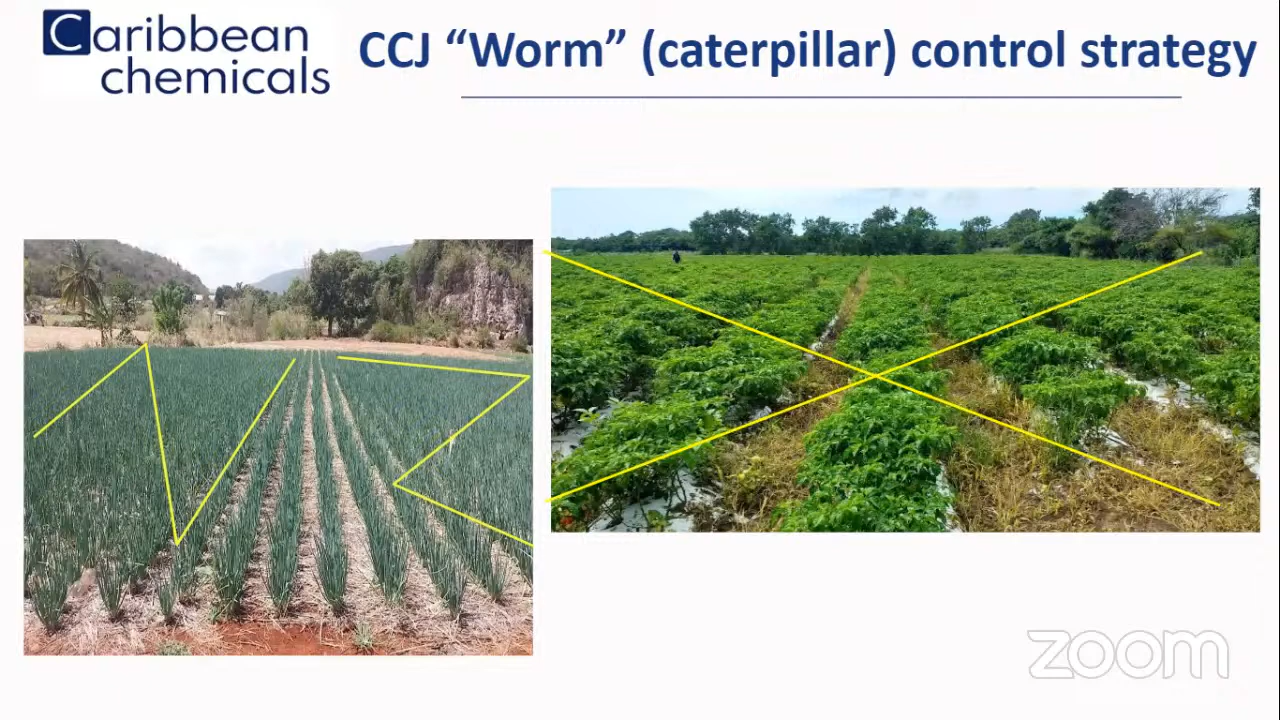 Caribbean
chemicals
CCJ “Worm” (caterpillar) control strategy
zoom